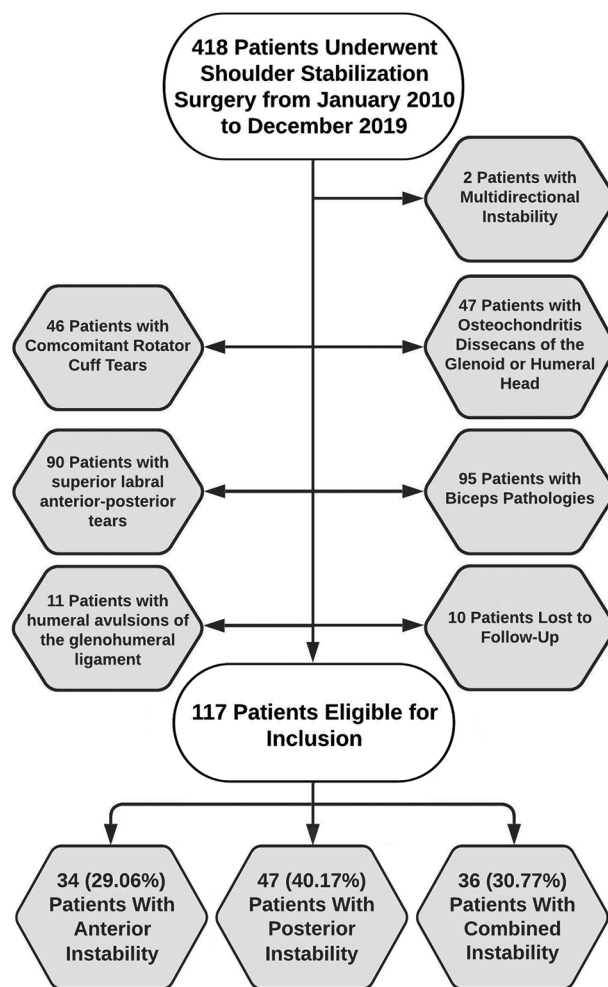 418 Patients Underwent
Shoulder Stabilization
Surgery from January 2010
to December 2019
2 Patients with
Multidirectional
Instability
46 Patients with
Comcomitant Rotator
Cuff Tears
47 Patients with
Osteochondritis
Dissecans of the
Glenoid or Humeral
Head
90 Patients with
superior labral
anterior-posterior
tears
95 Patients with
Biceps Pathologies
11 Patients with
humeral avulsions of
the glenohumeral
ligament
10 Patients Lost to
Follow-Up
117 Patients Eligible for
Inclusion
34 (29.06%)
Patients With
Anterior
Instability
47 (40.17%)
Patients With
Posterior
Instability
36 (30.77%)
Patients With
Combined
Instability